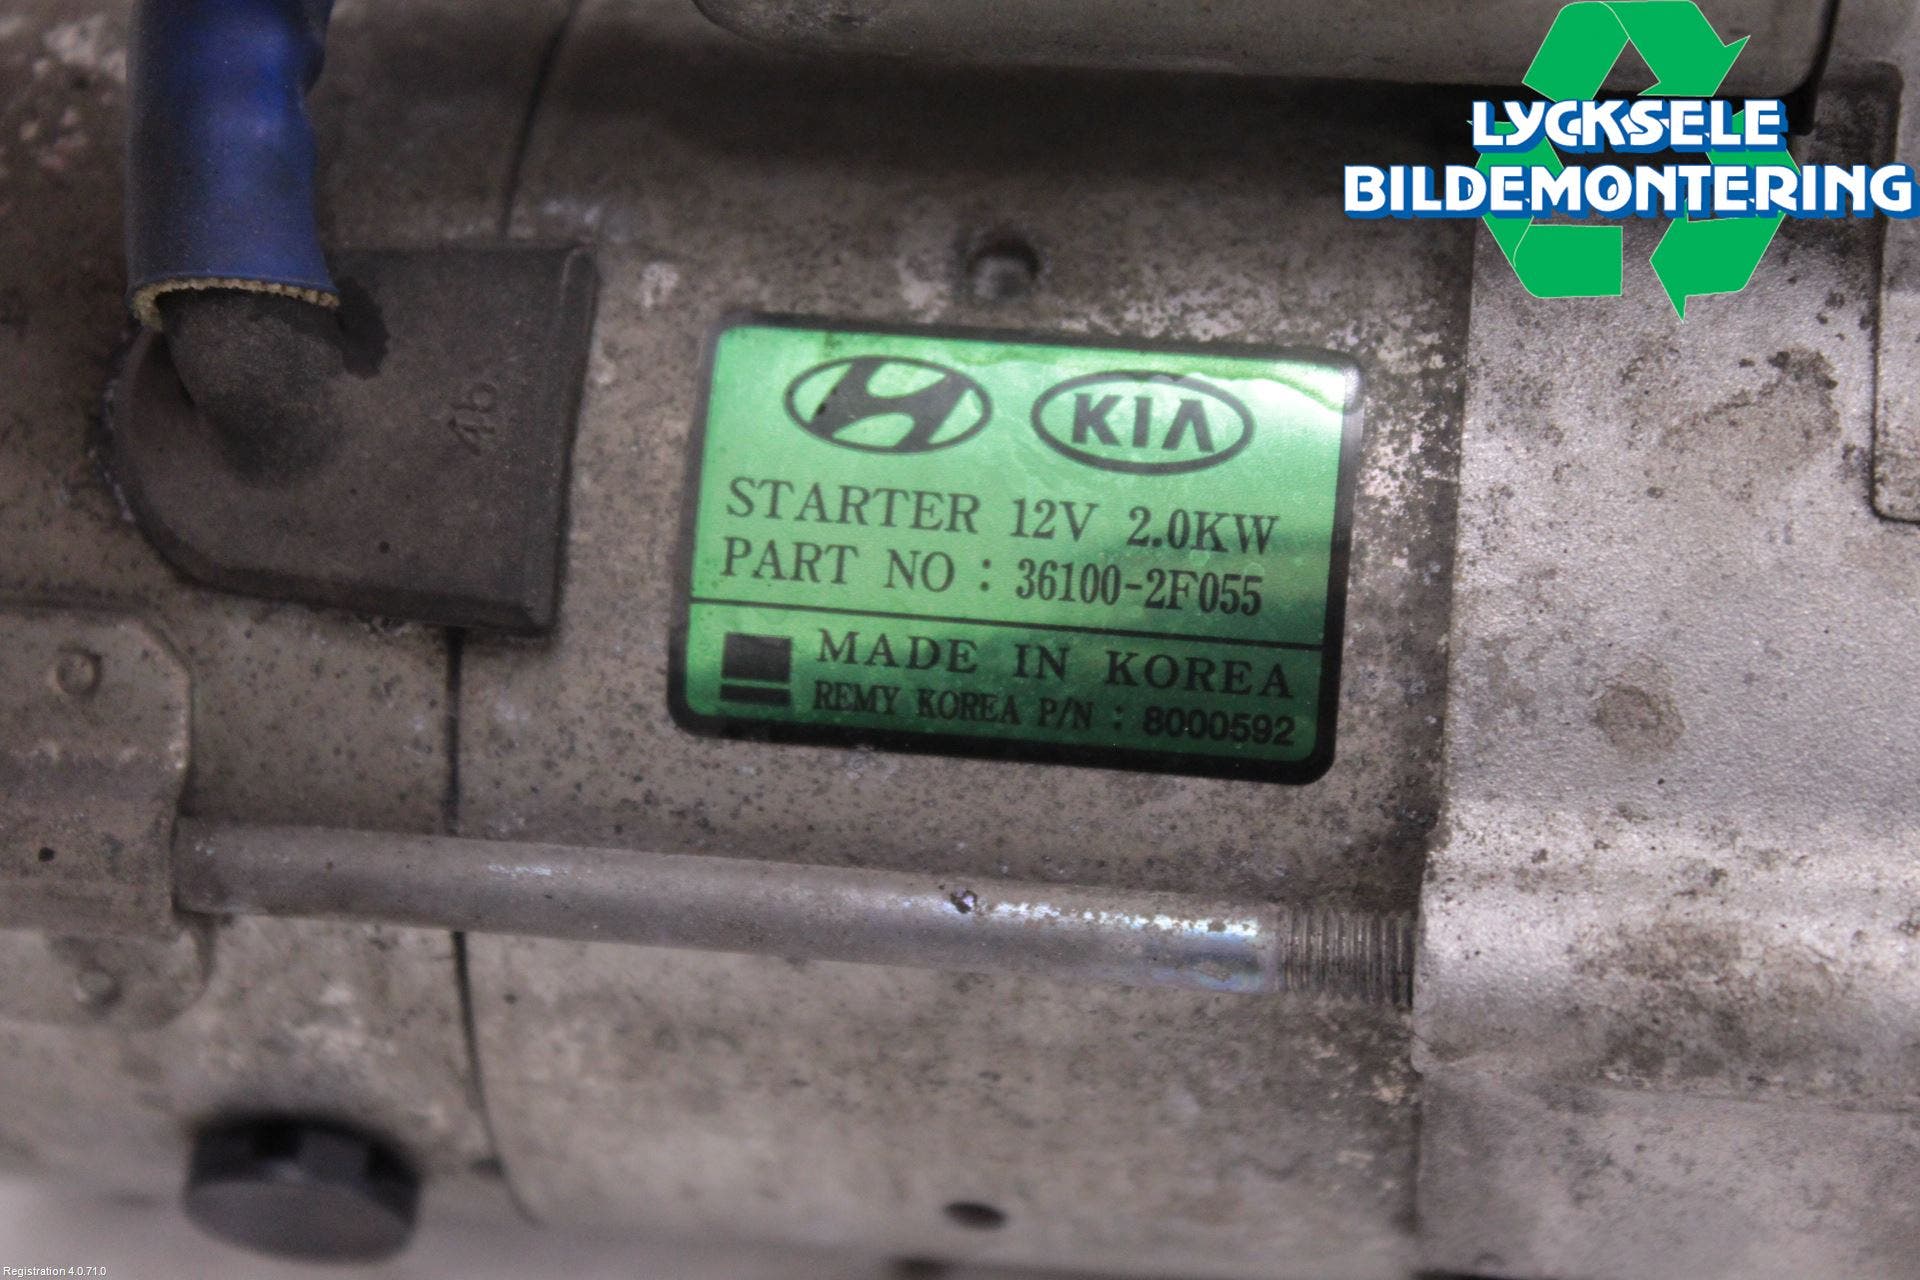 LYCKSELE
BILDEMONTERING
4b
KIA
STARTER 12V 2.0KW
PART NO : 36100-2F055
MADE IN KOREA
REMY KOREA P/N : 8000592
Registration 4.0.71.0